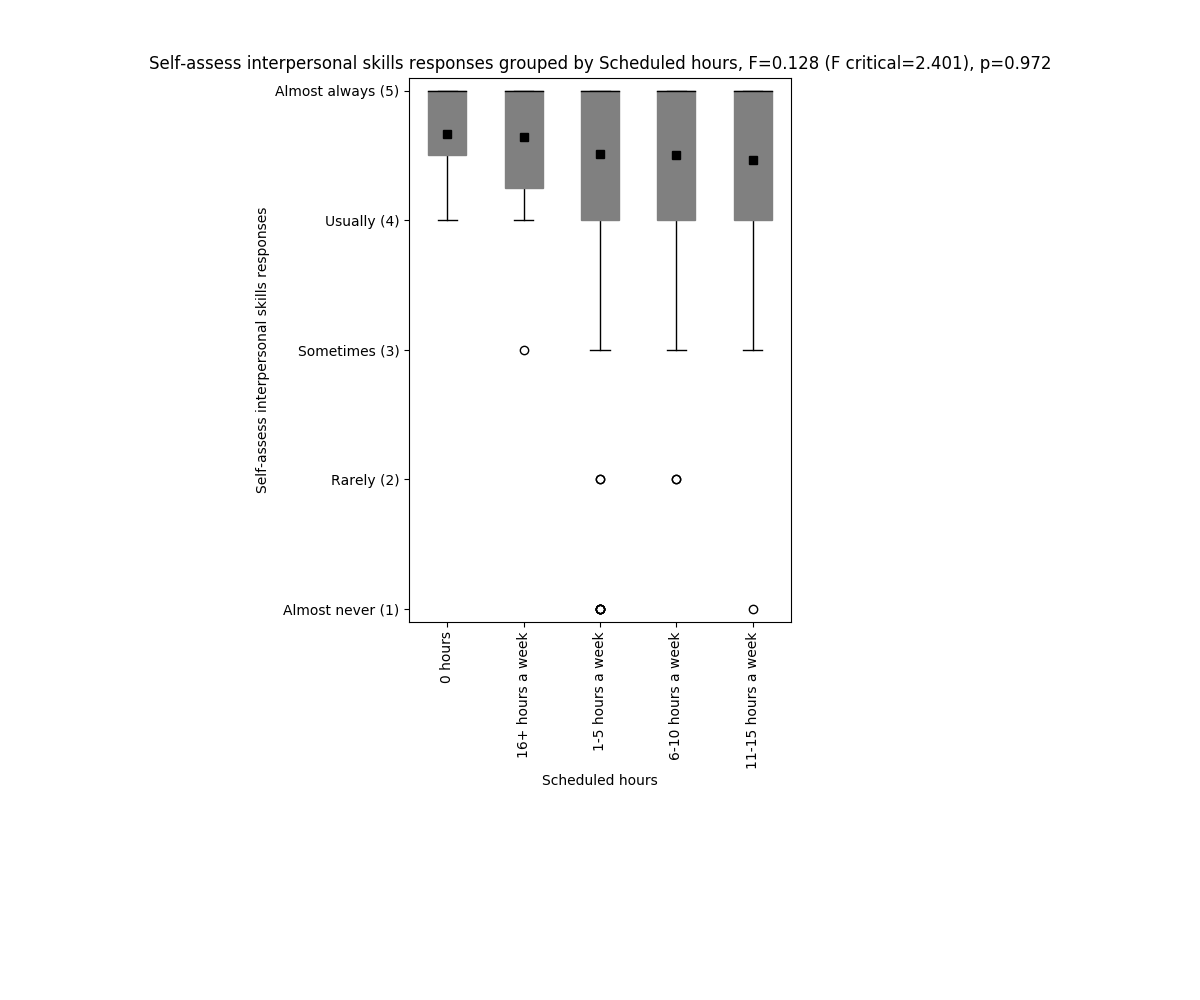 Self-assess interpersonal skills responses grouped by Scheduled hours, F=0.128 (F critical=2.401), p=0.972
Almost always (5)
Usually (4)
Sometimes (3)
Rarely (2)
Almost never (1)
Self-assess interpersonal skills responses
0 hours
16+ hours a week
1-5 hours a week
6-10 hours a week
11-15 hours a week
Scheduled hours